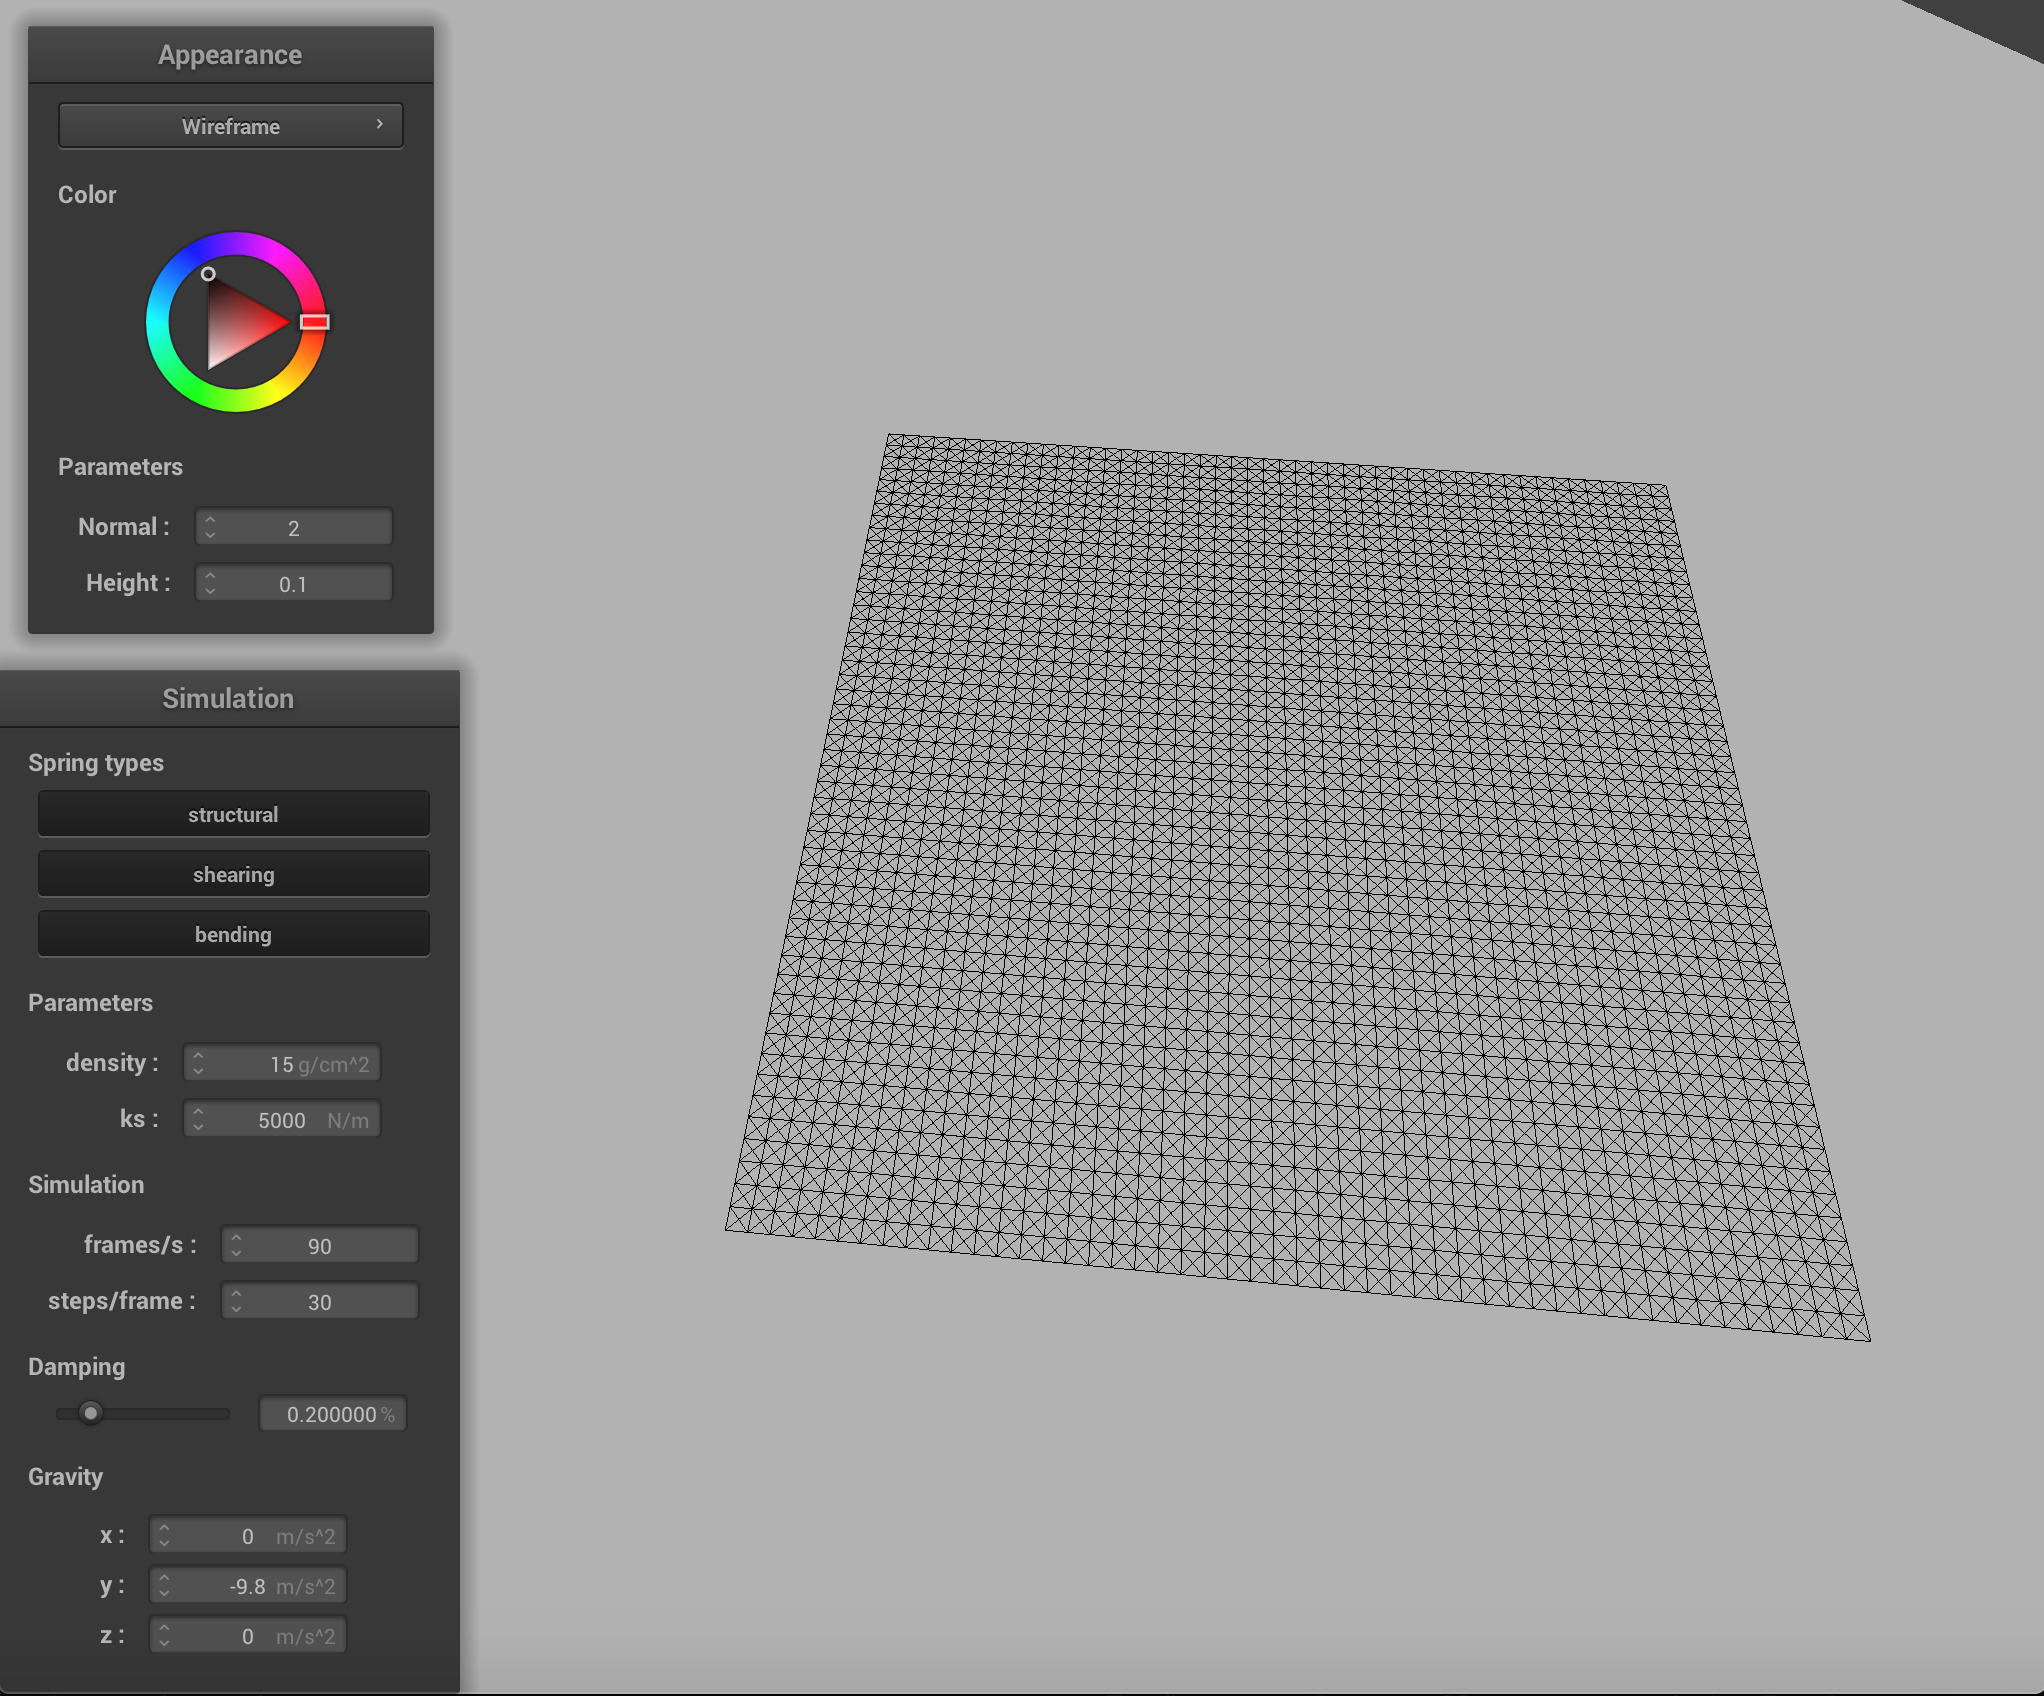 Appearance
Wireframe ›
Color
Parameters
Normal : 2
Height : 0.1
Simulation
Spring types
structural
shearing
bending
Parameters
density : 15 g/cm^2
ks : 5000 N/m
Simulation
frames/s : 90
steps/frame : 30
Damping
0.200000 %
Gravity
x : 0 m/s^2
y : -9.8 m/s^2
z : 0 m/s^2